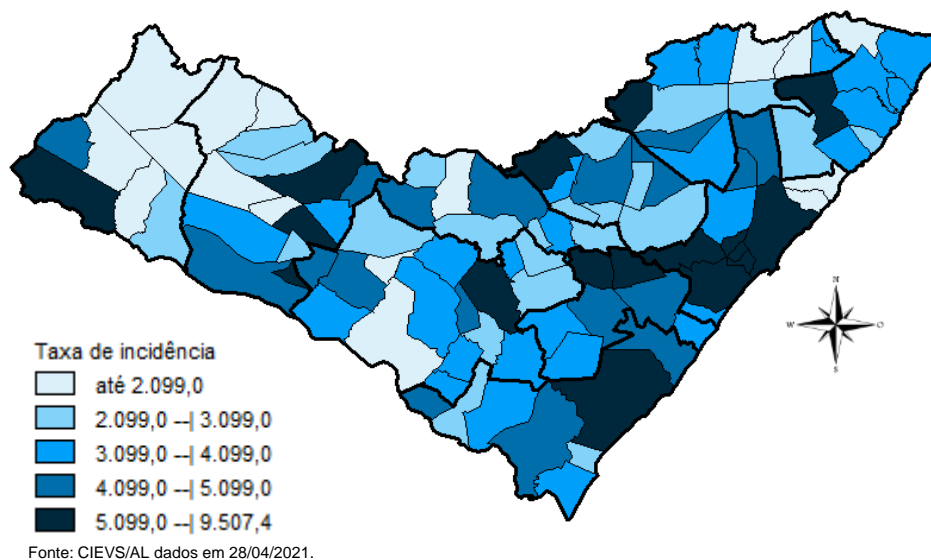 N
W
O
S
Taxa de incidência
até 2.099,0
2.099,0 --| 3.099,0
3.099,0 --| 4.099,0
4.099,0 --| 5.099,0
5.099,0 --| 9.507,4
Fonte: CIEVS/AL dados em 28/04/2021.